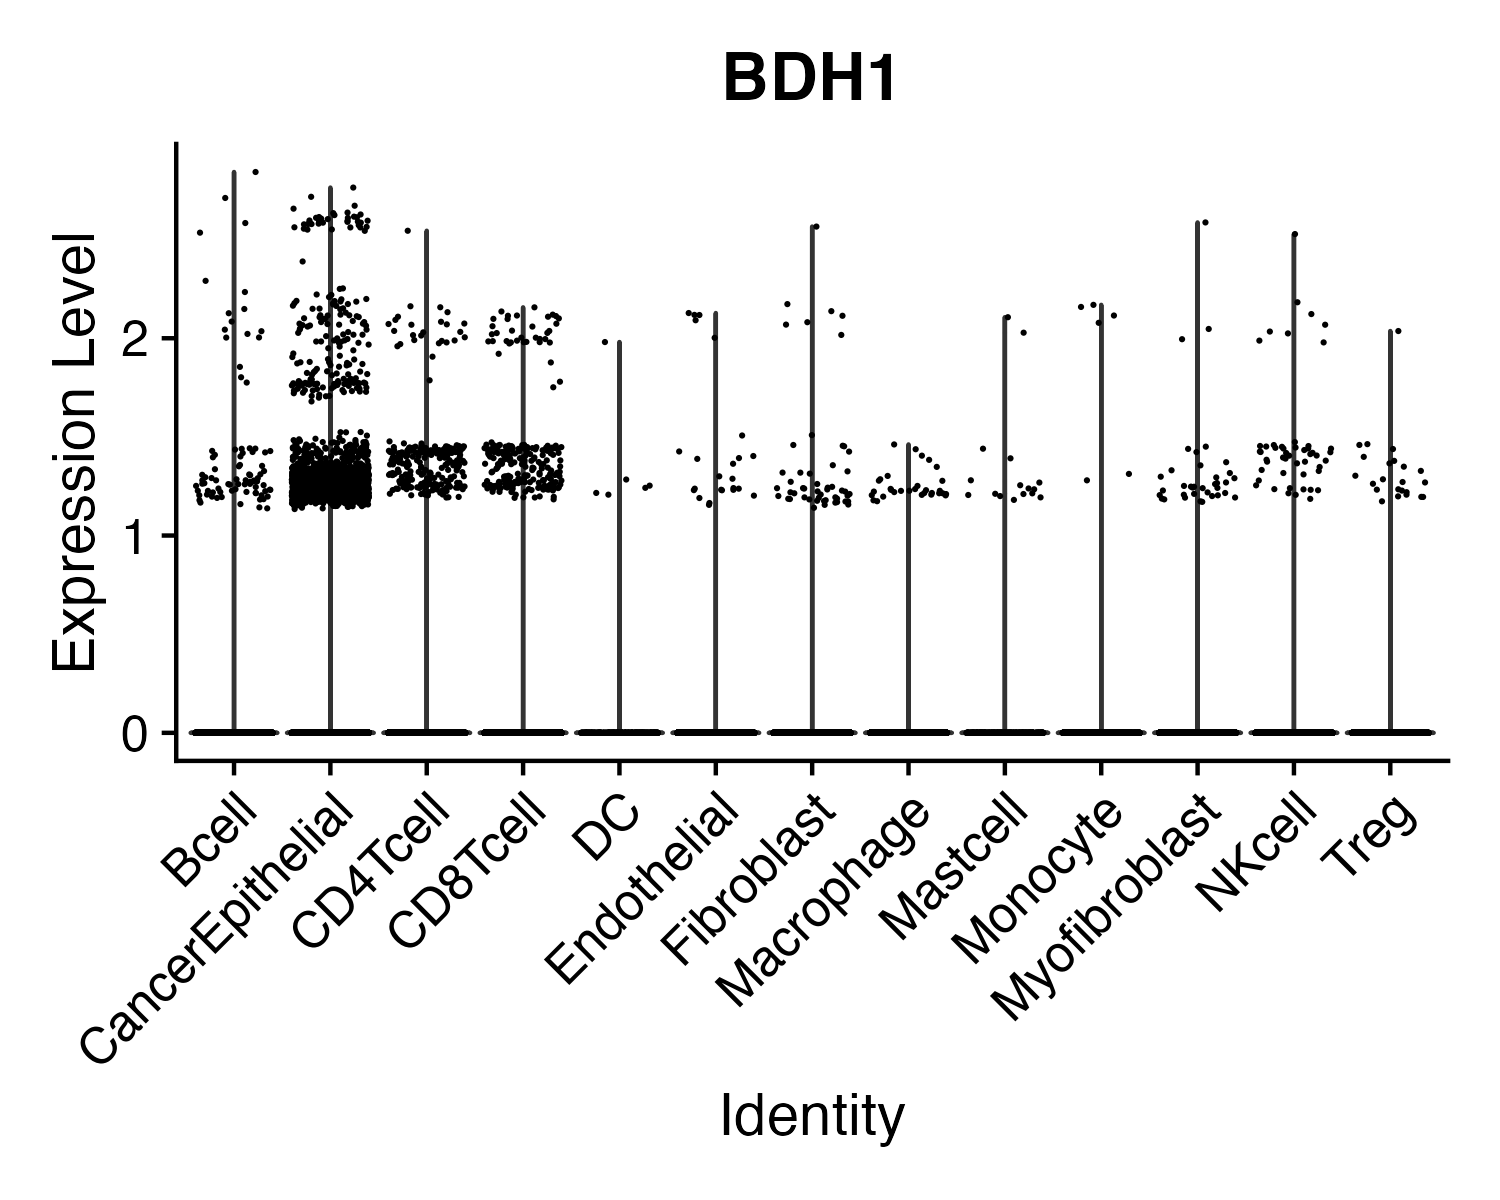 BDH1
Expression Level
2
1
0
Bcell
CancerEpithelial
CD4Tcell
CD8Tcell
DC
Endothelial
Fibroblast
Macrophage
Mastcell
Monocyte
Myofibroblast
NKcell
Treg
Identity